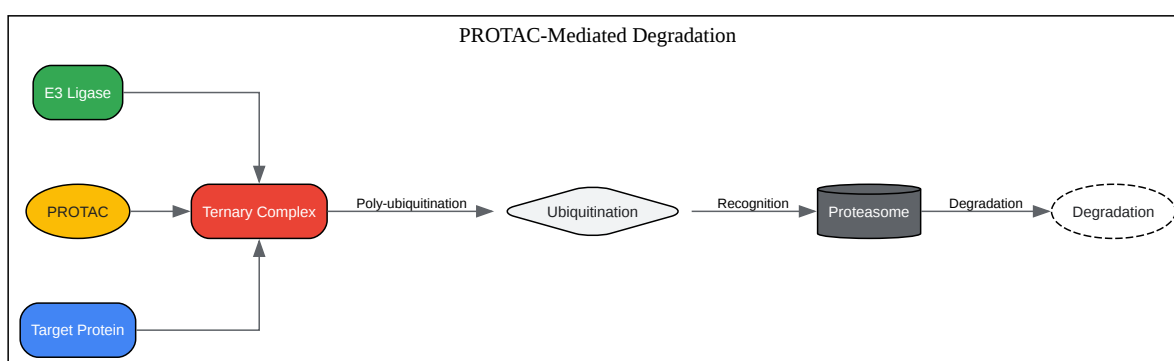 PROTAC-Mediated Degradation
E3 Ligase
PROTAC
Ternary Complex
Poly-ubiquitination
Ubiquitination
Recognition
Proteasome
Degradation
Degradation
Target Protein